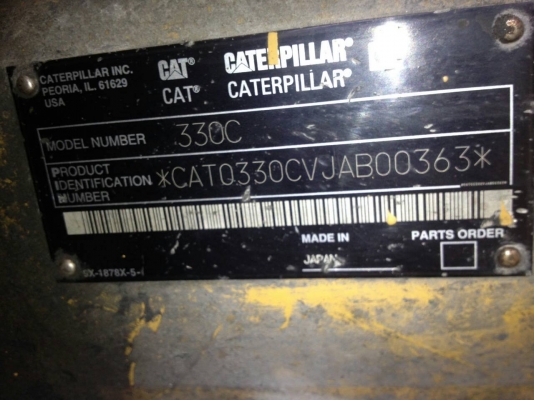 CATERPILLAR INC.
PEORIA, IL. 61629
USA
CAT® CATERPILLAR®
CAT® CATERPILLAR®
MODEL NUMBER 330C
PRODUCT
IDENTIFICATION *CAT0330CVJAB00363*
NUMBER
MADE IN
JAPAN
PARTS ORDER